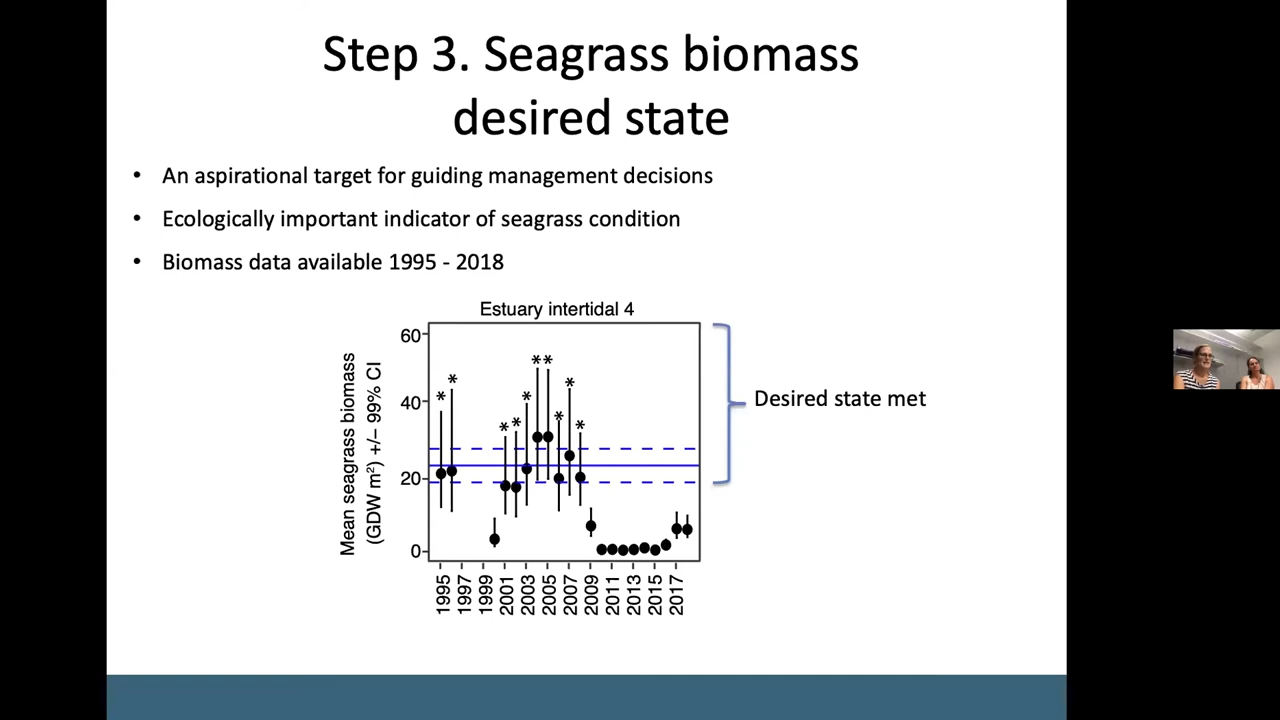 Step 3. Seagrass biomass
desired state
• An aspirational target for guiding management decisions
• Ecologically important indicator of seagrass condition
• Biomass data available 1995 - 2018
Estuary intertidal 4
Mean seagrass biomass
(GDW m²) +/– 99% CI
60
40
20
0
* * * * * * * * * *
1995
1997
1999
2001
2003
2005
2007
2009
2011
2013
2015
2017
Desired state met